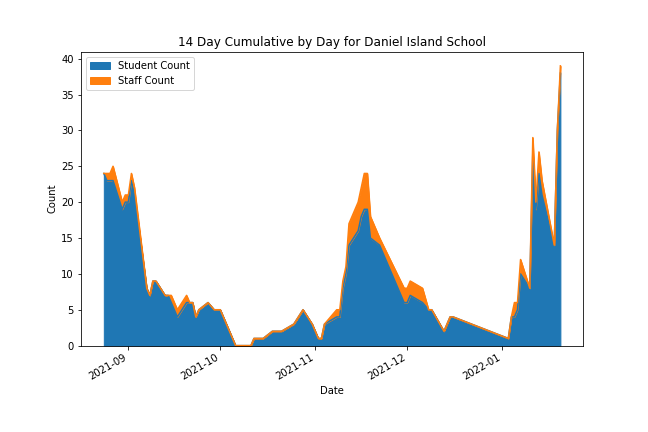 14 Day Cumulative by Day for Daniel Island School
Student Count
Staff Count
40
35
30
25
20
15
10
5
0
Count
2021-09
2021-10
2021-11
2021-12
2022-01
Date